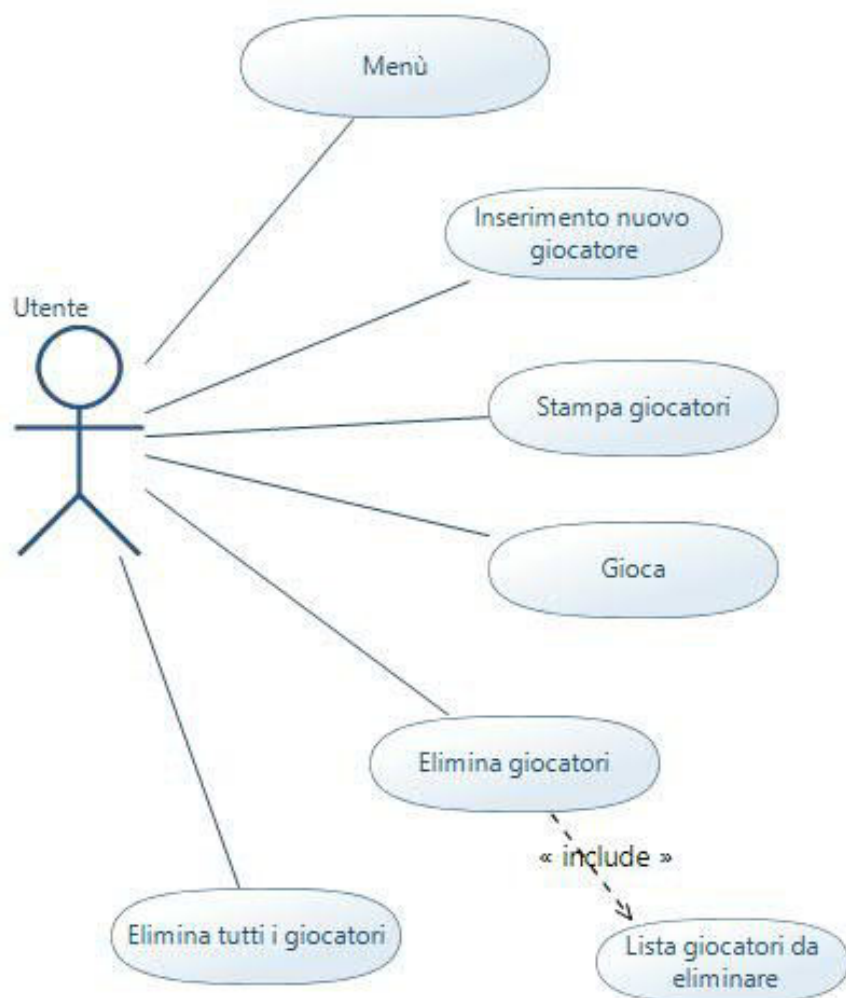 Menù
Inserimento nuovo
giocatore
Utente
Stampa giocatori
Gioca
Elimina giocatori
« include »
Elimina tutti i giocatori
Lista giocatori da
eliminare